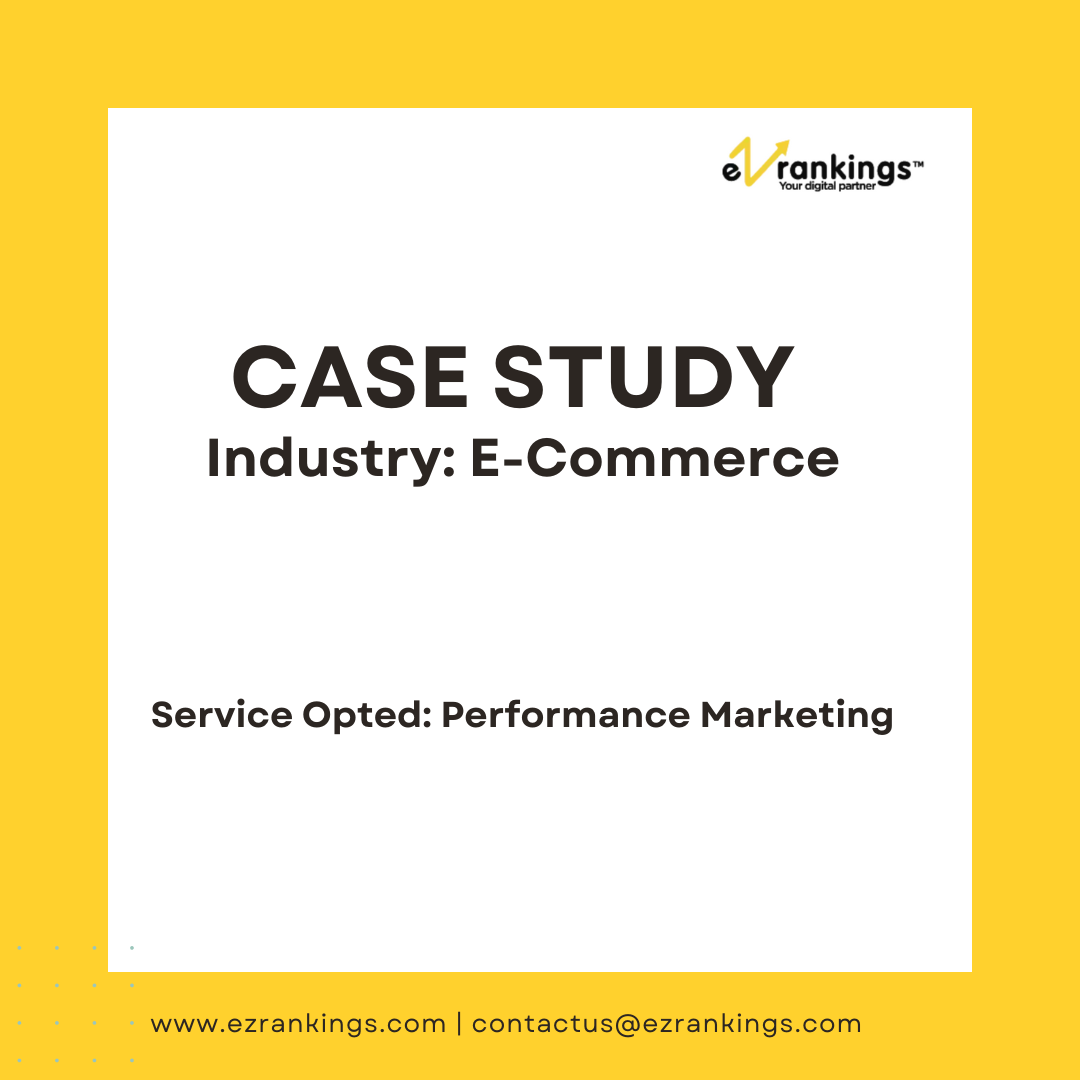 ezrankings™
Your digital partner
CASE STUDY
Industry: E-Commerce
Service Opted: Performance Marketing
www.ezrankings.com | contactus@ezrankings.com